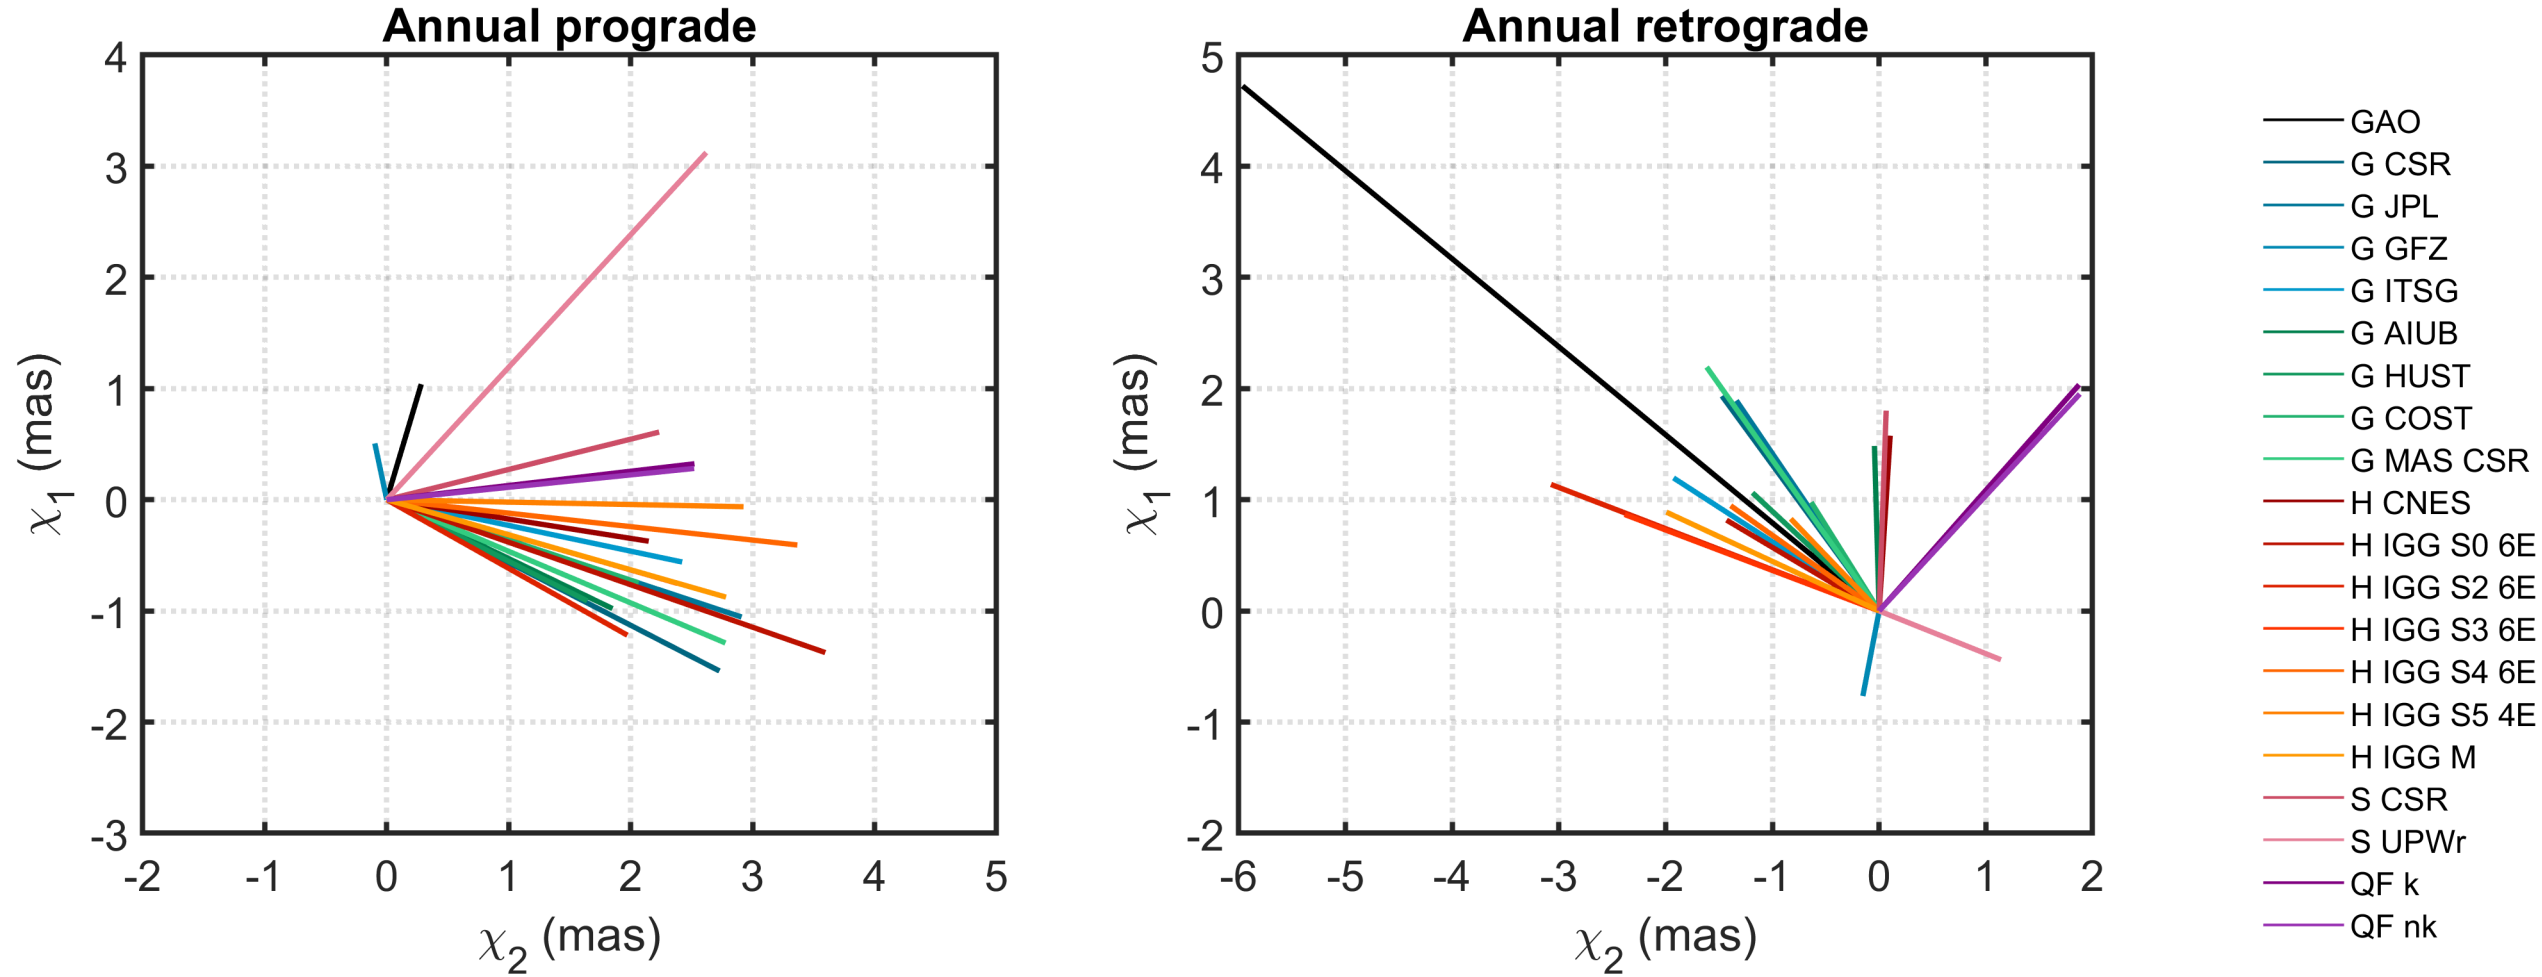 Annual prograde
4
3
2
1
0
-1
-2
-3
-2 -1 0 1 2 3 4 5
χ1 (mas)
χ2 (mas)
Annual retrograde
5
4
3
2
1
0
-1
-2
-6 -5 -4 -3 -2 -1 0 1 2
χ1 (mas)
χ2 (mas)
GAO
G CSR
G JPL
G GFZ
G ITSG
G AIUB
G HUST
G COST
G MAS CSR
H CNES
H IGG S0 6E
H IGG S2 6E
H IGG S3 6E
H IGG S4 6E
H IGG S5 4E
H IGG M
S CSR
S UPWr
QF k
QF nk